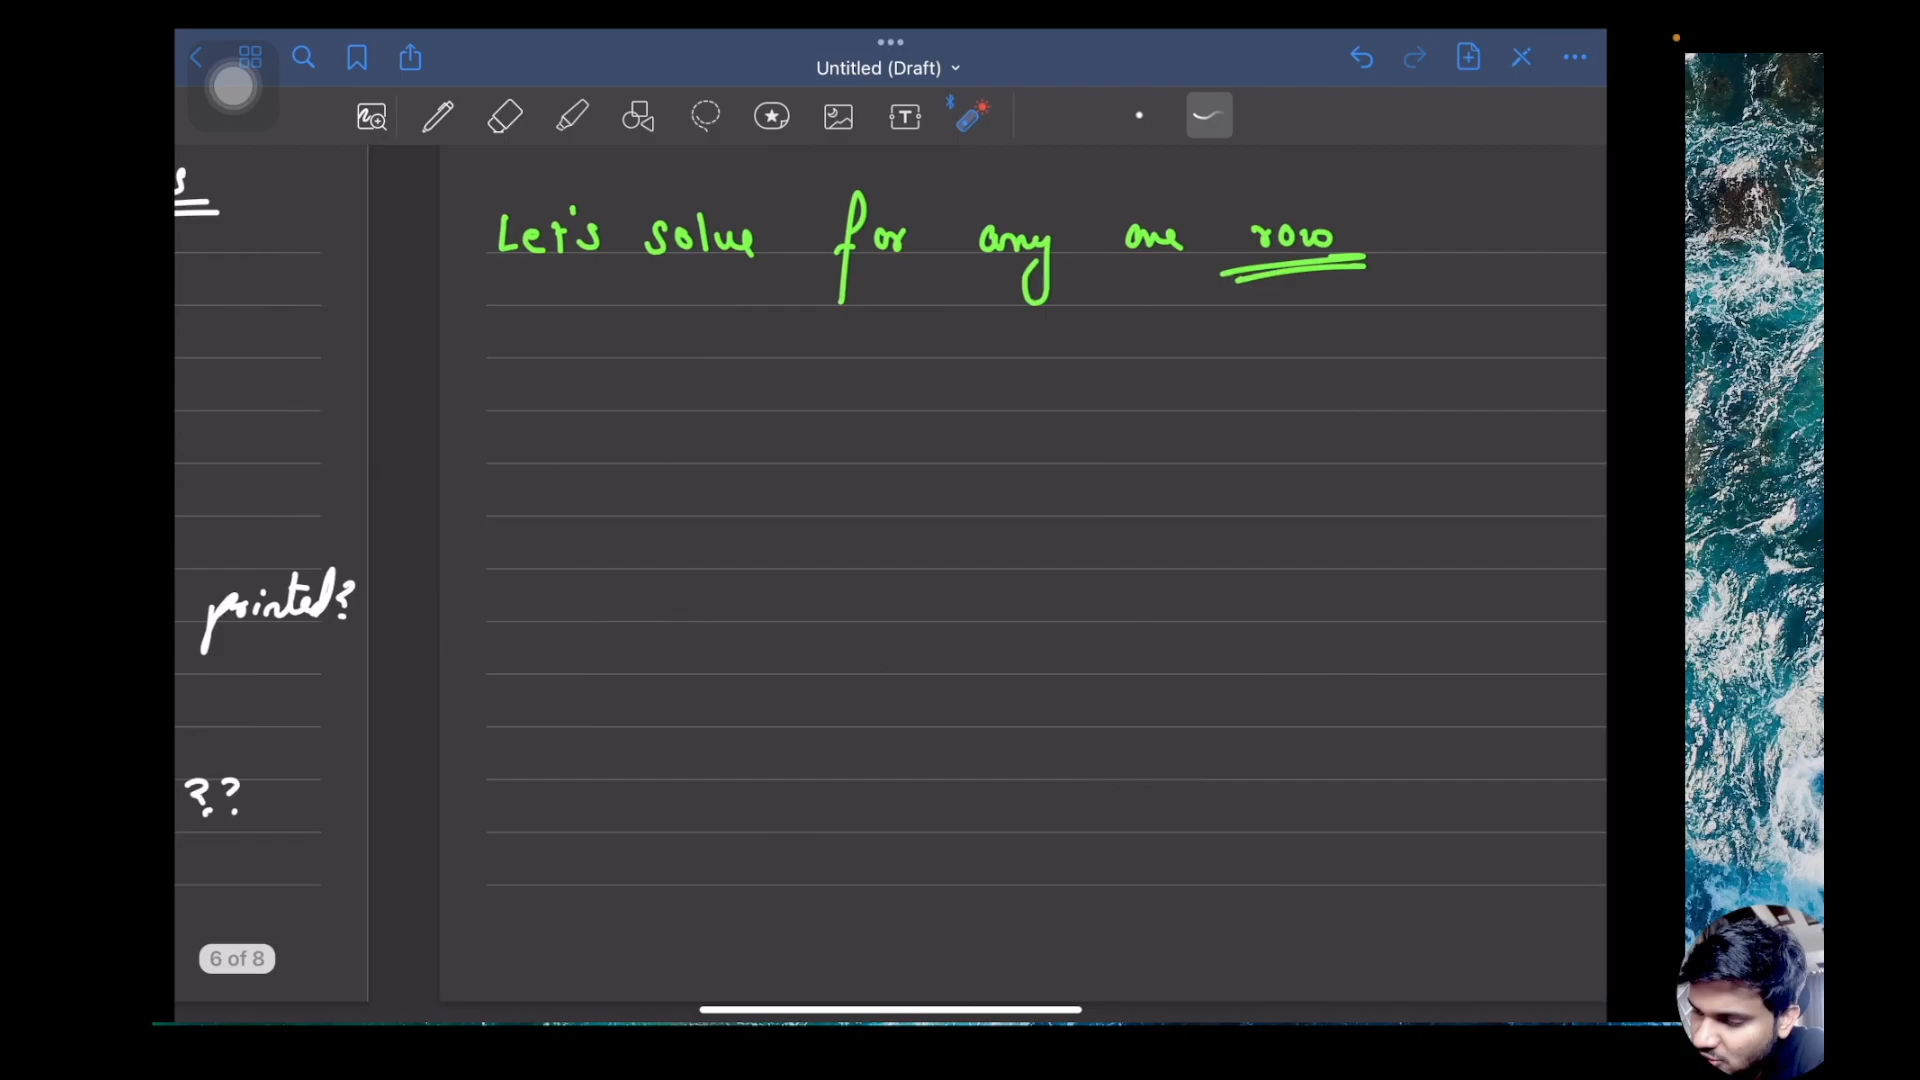 Untitled (Draft)
T
s
Let's solve for any one row
printed?
??
6 of 8